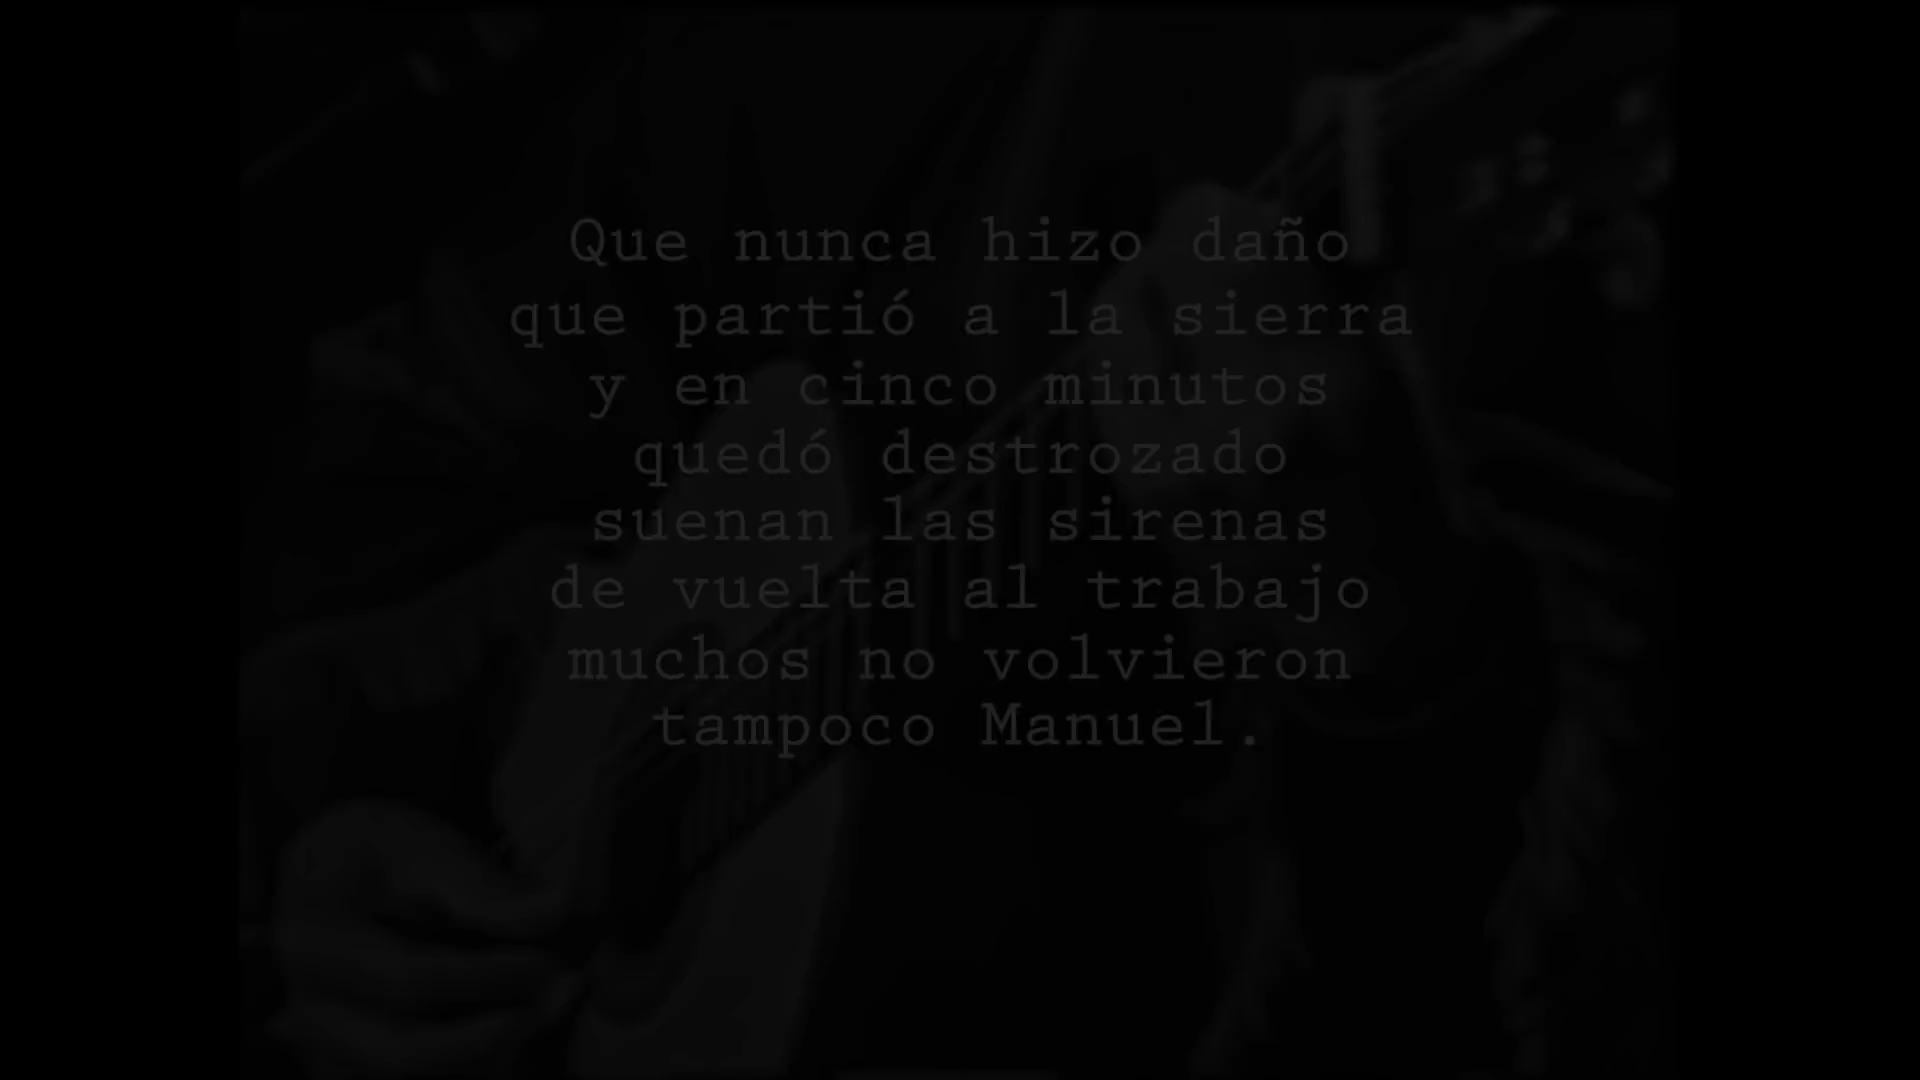 Que nunca hizo daño
que partió a la sierra
y en cinco minutos
quedó destrozado
suenan las sirenas
de vuelta al trabajo
muchos no volvieron
tampoco Manuel.